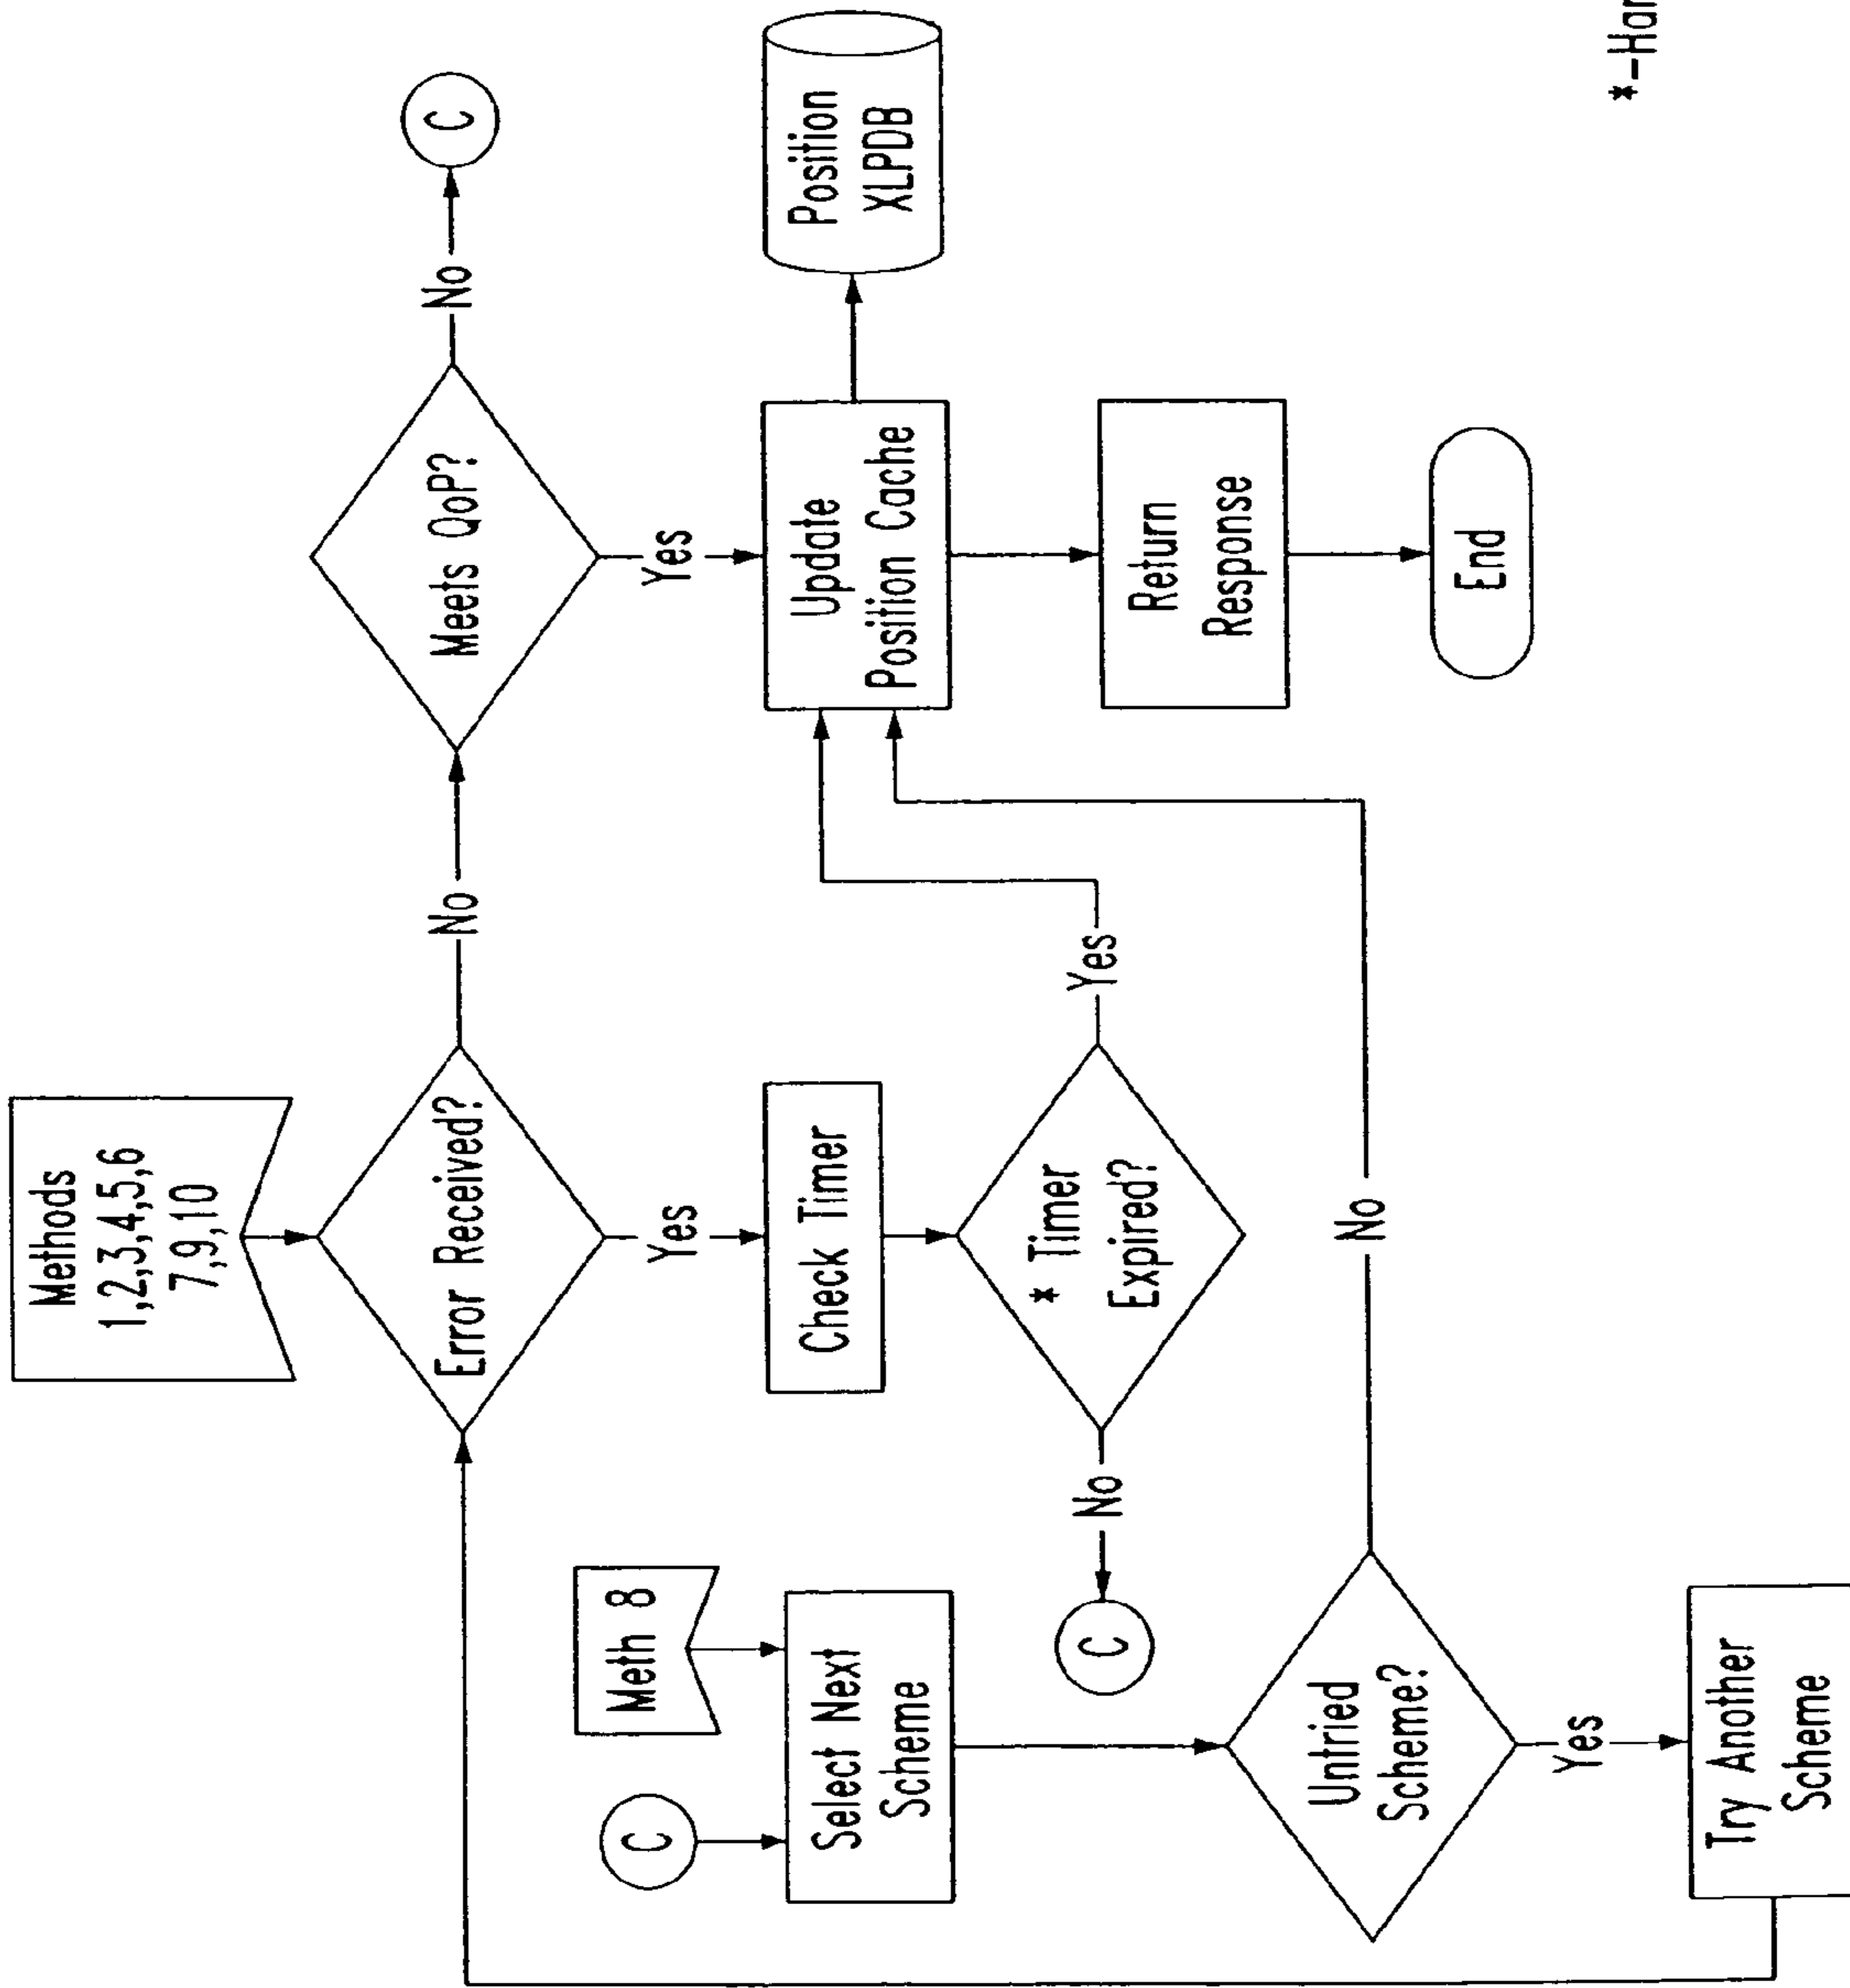 Methods
1,2,3,4,5,6
7,9,10
Error Received?
No
Meets QoP?
No
C
Yes
Yes
Check Timer
* Timer
Expired?
Yes
No
C
Update
Position Cache
Position
XLPDB
Return
Response
End
C
Meth 8
Select Next
Scheme
Untried
Scheme?
No
Yes
Try Another
Scheme
*-Har